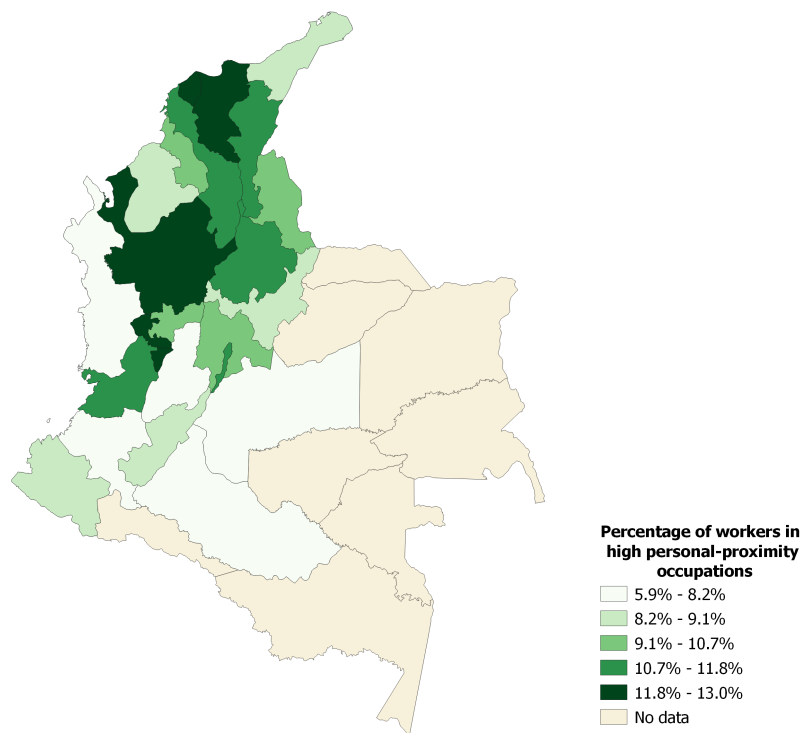 Percentage of workers in
high personal-proximity
occupations
5.9% - 8.2%
8.2% - 9.1%
9.1% - 10.7%
10.7% - 11.8%
11.8% - 13.0%
No data